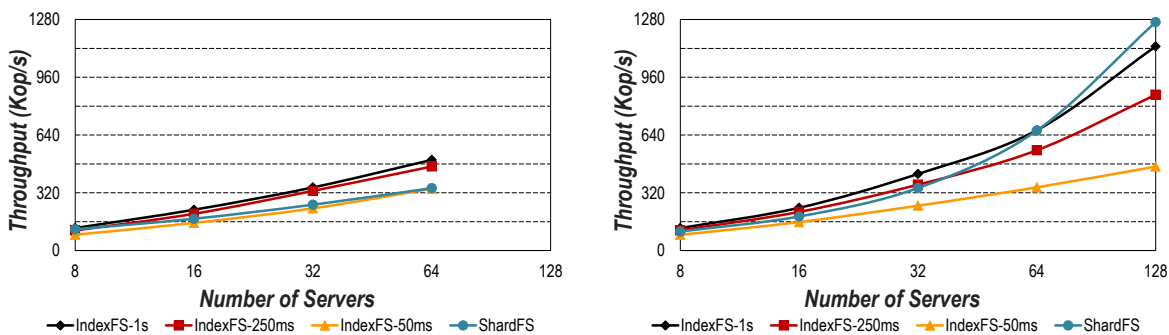 Throughput (Kop/s)
1280
960
640
320
0
8 16 32 64 128
Number of Servers
IndexFS-1s IndexFS-250ms IndexFS-50ms ShardFS
Throughput (Kop/s)
1280
960
640
320
0
8 16 32 64 128
Number of Servers
IndexFS-1s IndexFS-250ms IndexFS-50ms ShardFS